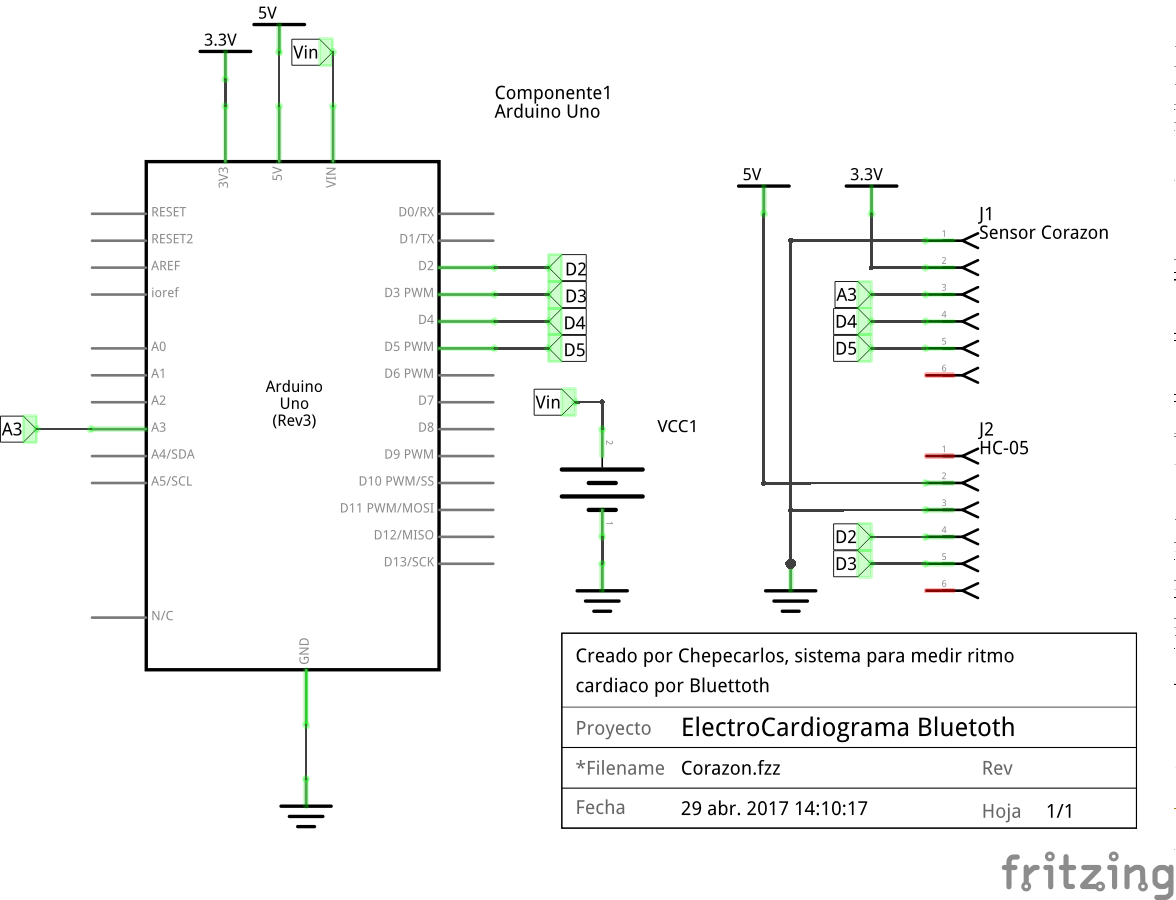 5V
3.3V
Vin
Componente1
Arduino Uno
3V3
5V
VIN
RESET
RESET2
AREF
ioref
A0
A1
A2
A3
A3
A4/SDA
A5/SCL
N/C
Arduino
Uno
(Rev3)
D0/RX
D1/TX
D2
D3 PWM
D4
D5 PWM
D6 PWM
D7
D8
D9 PWM
D10 PWM/SS
D11 PWM/MOSI
D12/MISO
D13/SCK
GND
D2
D3
D4
D5
Vin
VCC1
2
1
5V
3.3V
J1
Sensor Corazon
1
2
A3
3
D4
4
D5
5
6
J2
HC-05
1
2
3
D2
4
D3
5
6
Creado por Chepecarlos, sistema para medir ritmo
cardiaco por Bluettoth
Proyecto ElectroCardiograma Bluetoth
*Filename Corazon.fzz Rev
Fecha 29 abr. 2017 14:10:17 Hoja 1/1
fritzing